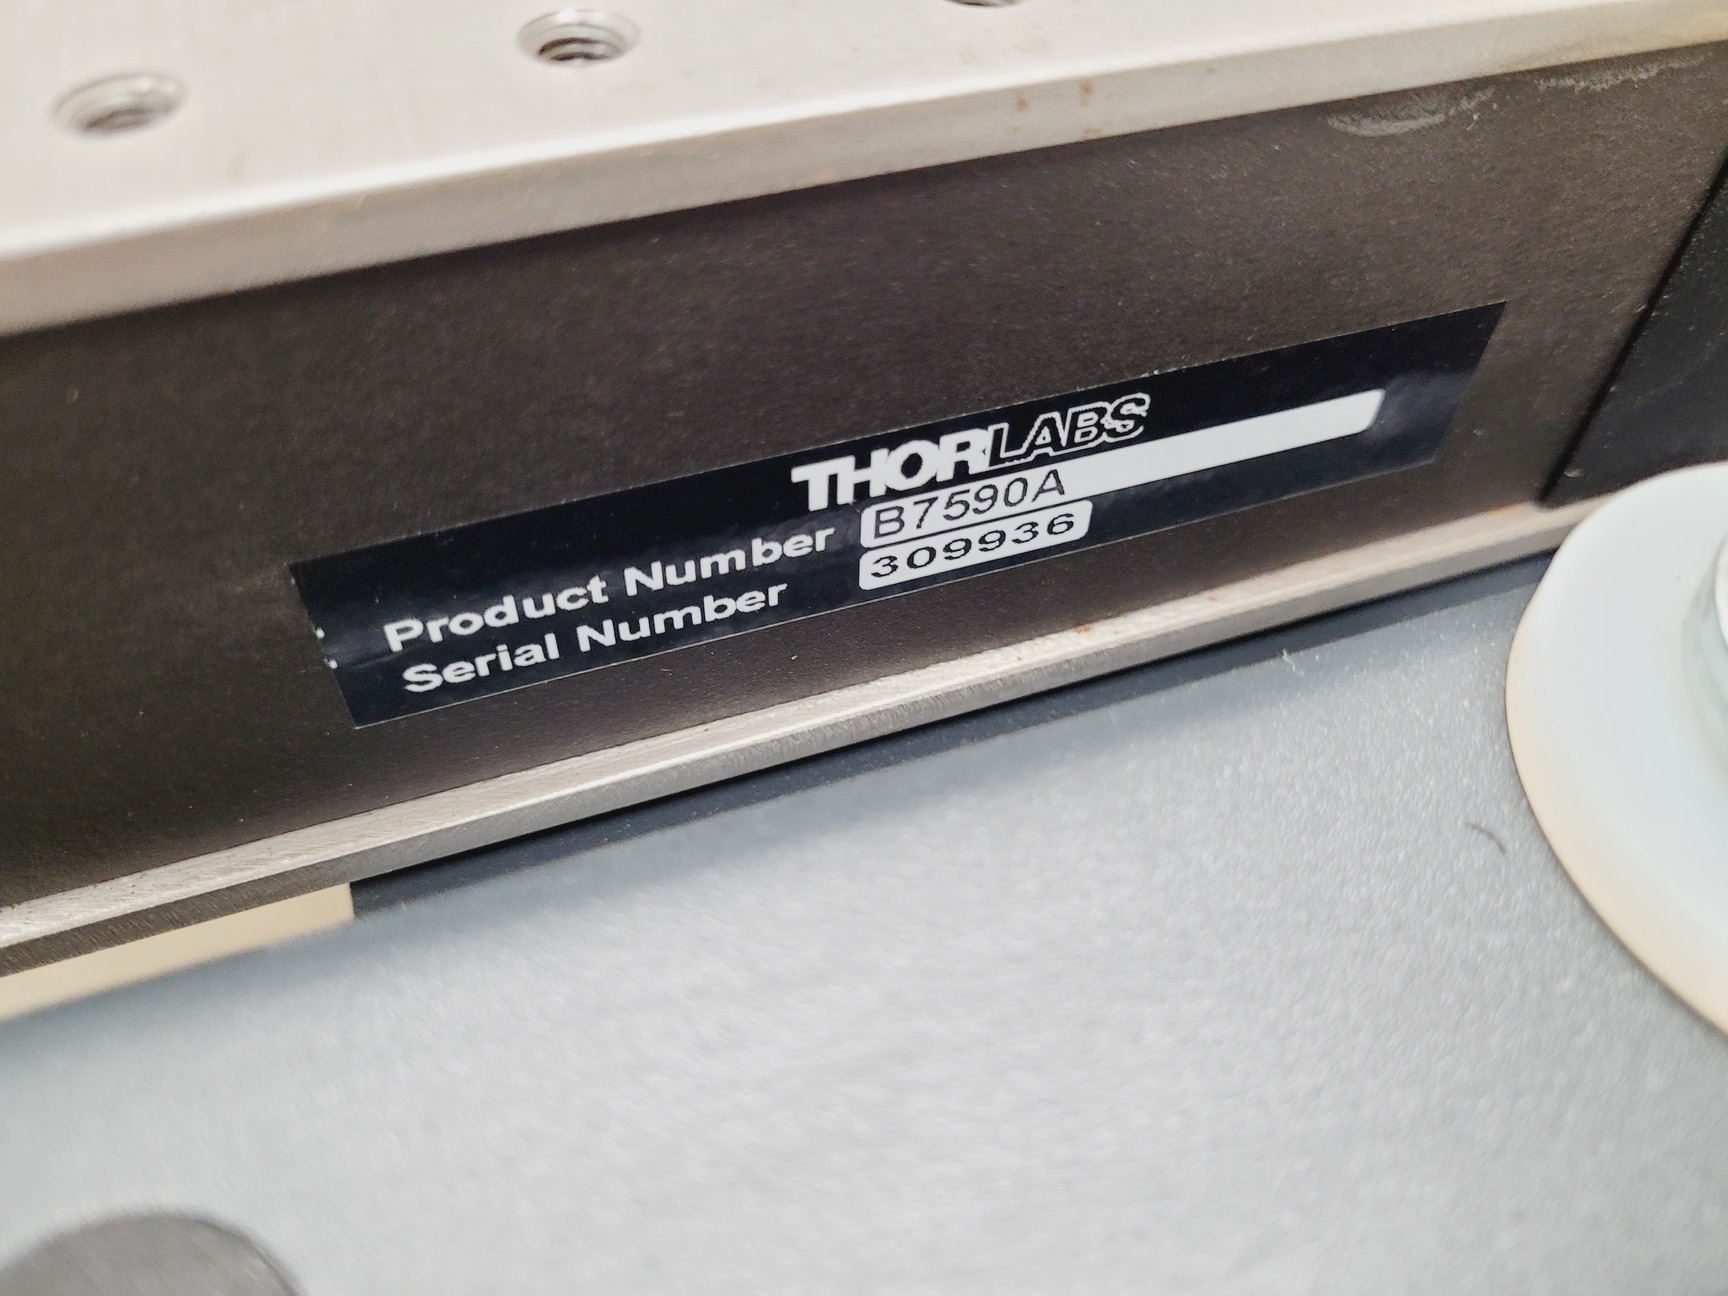 THORLABS
Product Number B7590A
Serial Number 309936